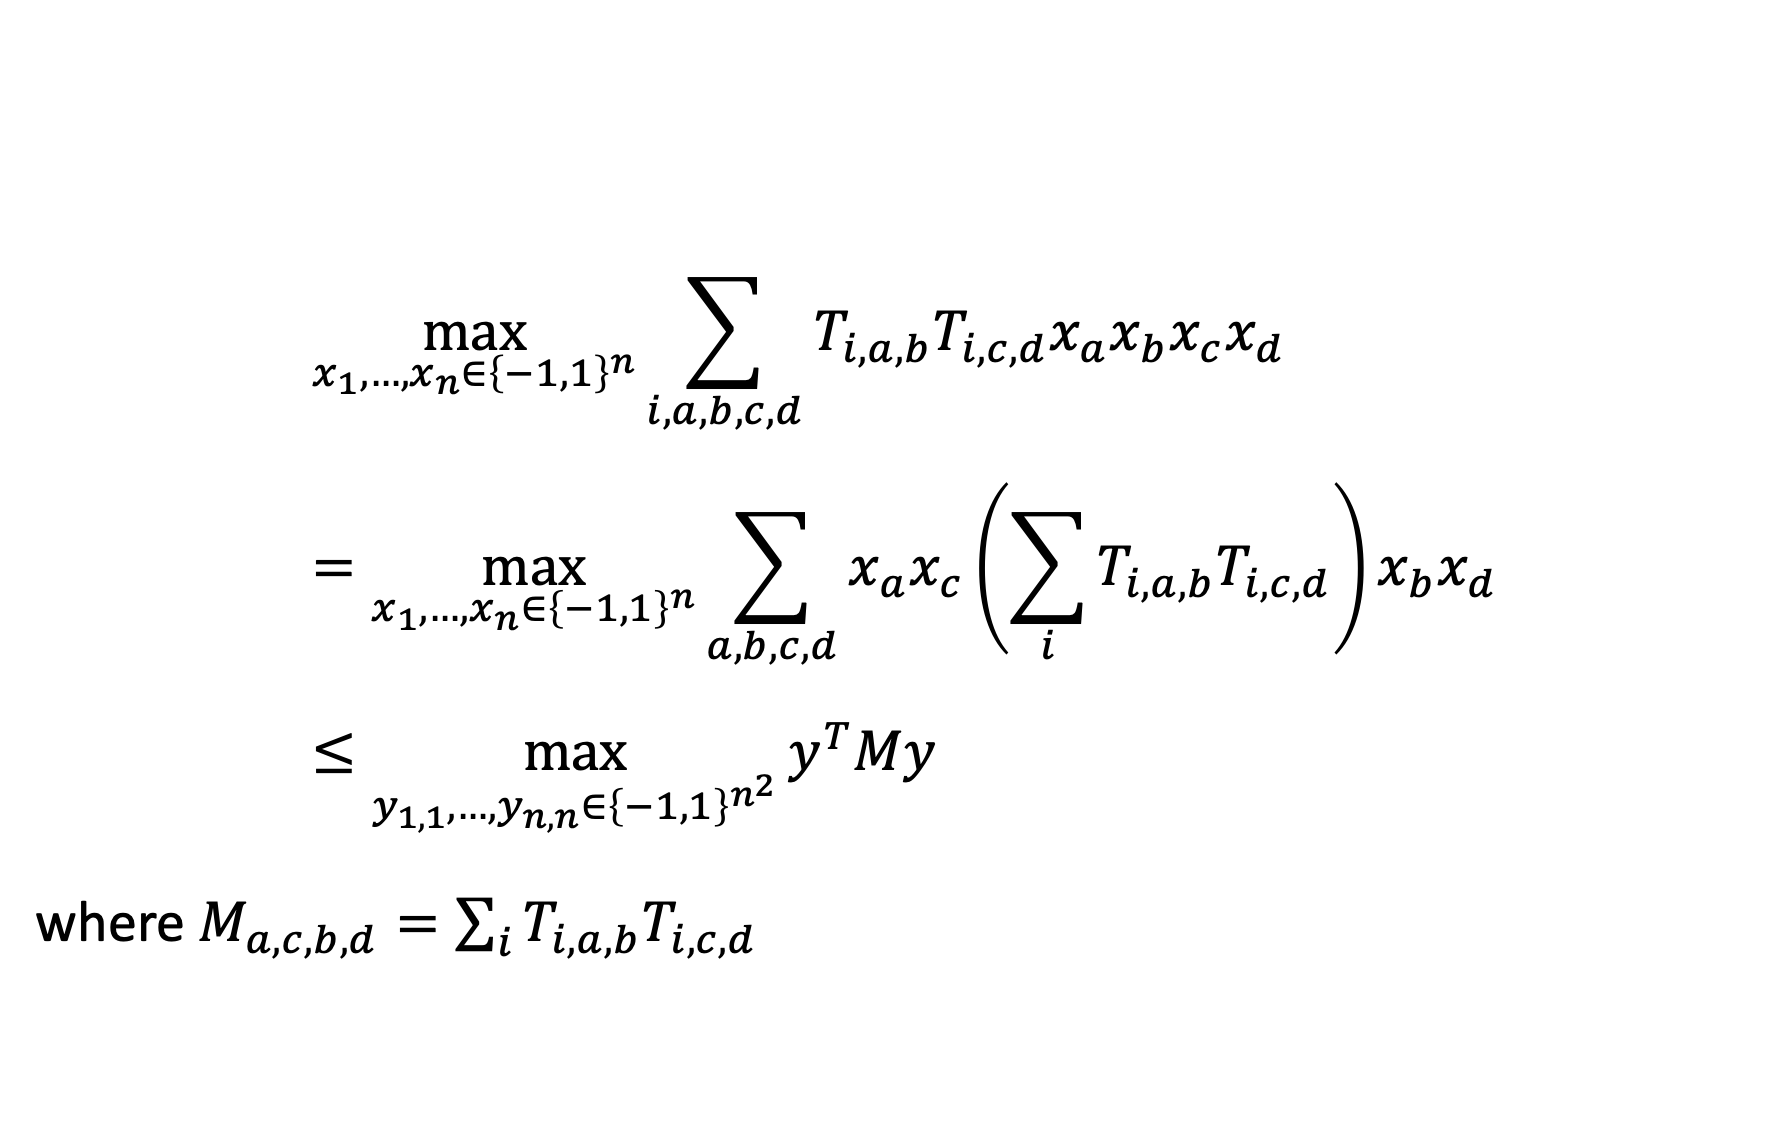 max_{x_1,…,x_n∈{−1,1}^n} ∑_{i,a,b,c,d} T_{i,a,b}T_{i,c,d}x_a x_b x_c x_d
= max_{x_1,…,x_n∈{−1,1}^n} ∑_{a,b,c,d} x_a x_c (∑_i T_{i,a,b}T_{i,c,d}) x_b x_d
≤ max_{y_{1,1},…,y_{n,n}∈{−1,1}^{n^2}} y^T M y
where M_{a,c,b,d} = ∑_i T_{i,a,b}T_{i,c,d}